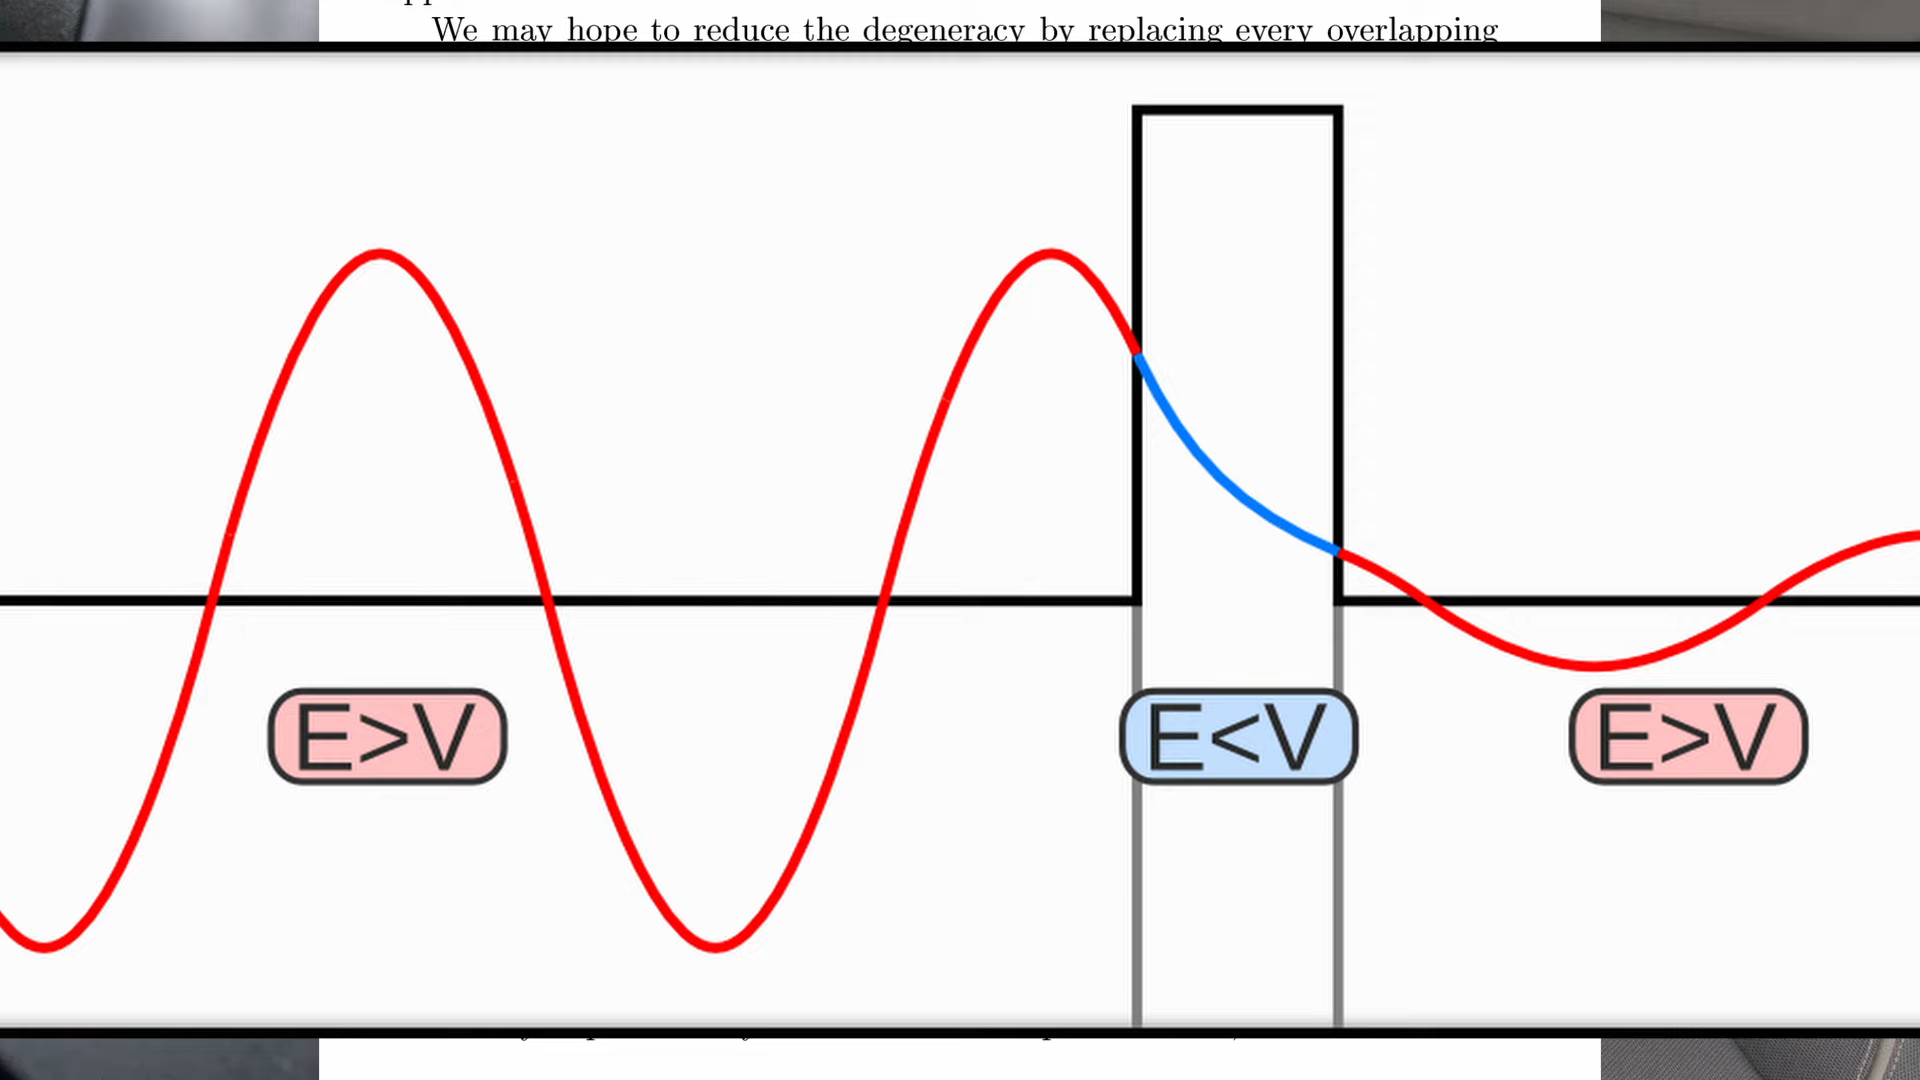 We may hope to reduce the degeneracy by replacing every overlapping
E>V
E<V
E>V